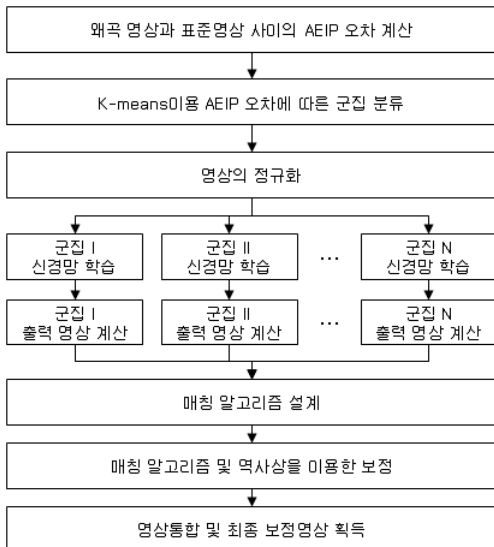 왜곡 영상과 표준영상 사이의 AEIP 오차 계산
K-means이용 AEIP 오차에 따른 군집 분류
명상의 정규화
군집 I
신경망 학습
군집 II
신경망 학습
...
군집 N
신경망 학습
군집 I
출력 영상 계산
군집 II
출력 영상 계산
...
군집 N
출력 영상 계산
매칭 알고리즘 설계
매칭 알고리즘 및 역사상을 이용한 보정
영상통합 및 최종 보정영상 획득